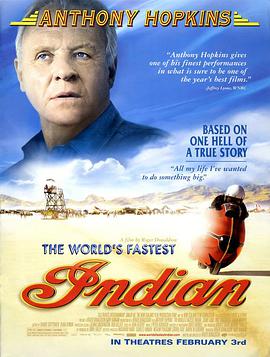 ANTHONY HOPKINS
"Anthony Hopkins gives
one of his finest performances
in what is sure to be one of
the year's best films."
-Jeffrey Lyons, WNBC
BASED ON
ONE HELL OF
A TRUE STORY
"All my life I've wanted
to do something big."
A film by Roger Donaldson
THE WORLD'S FASTEST
Indian
IN THEATRES FEBRUARY 3rd